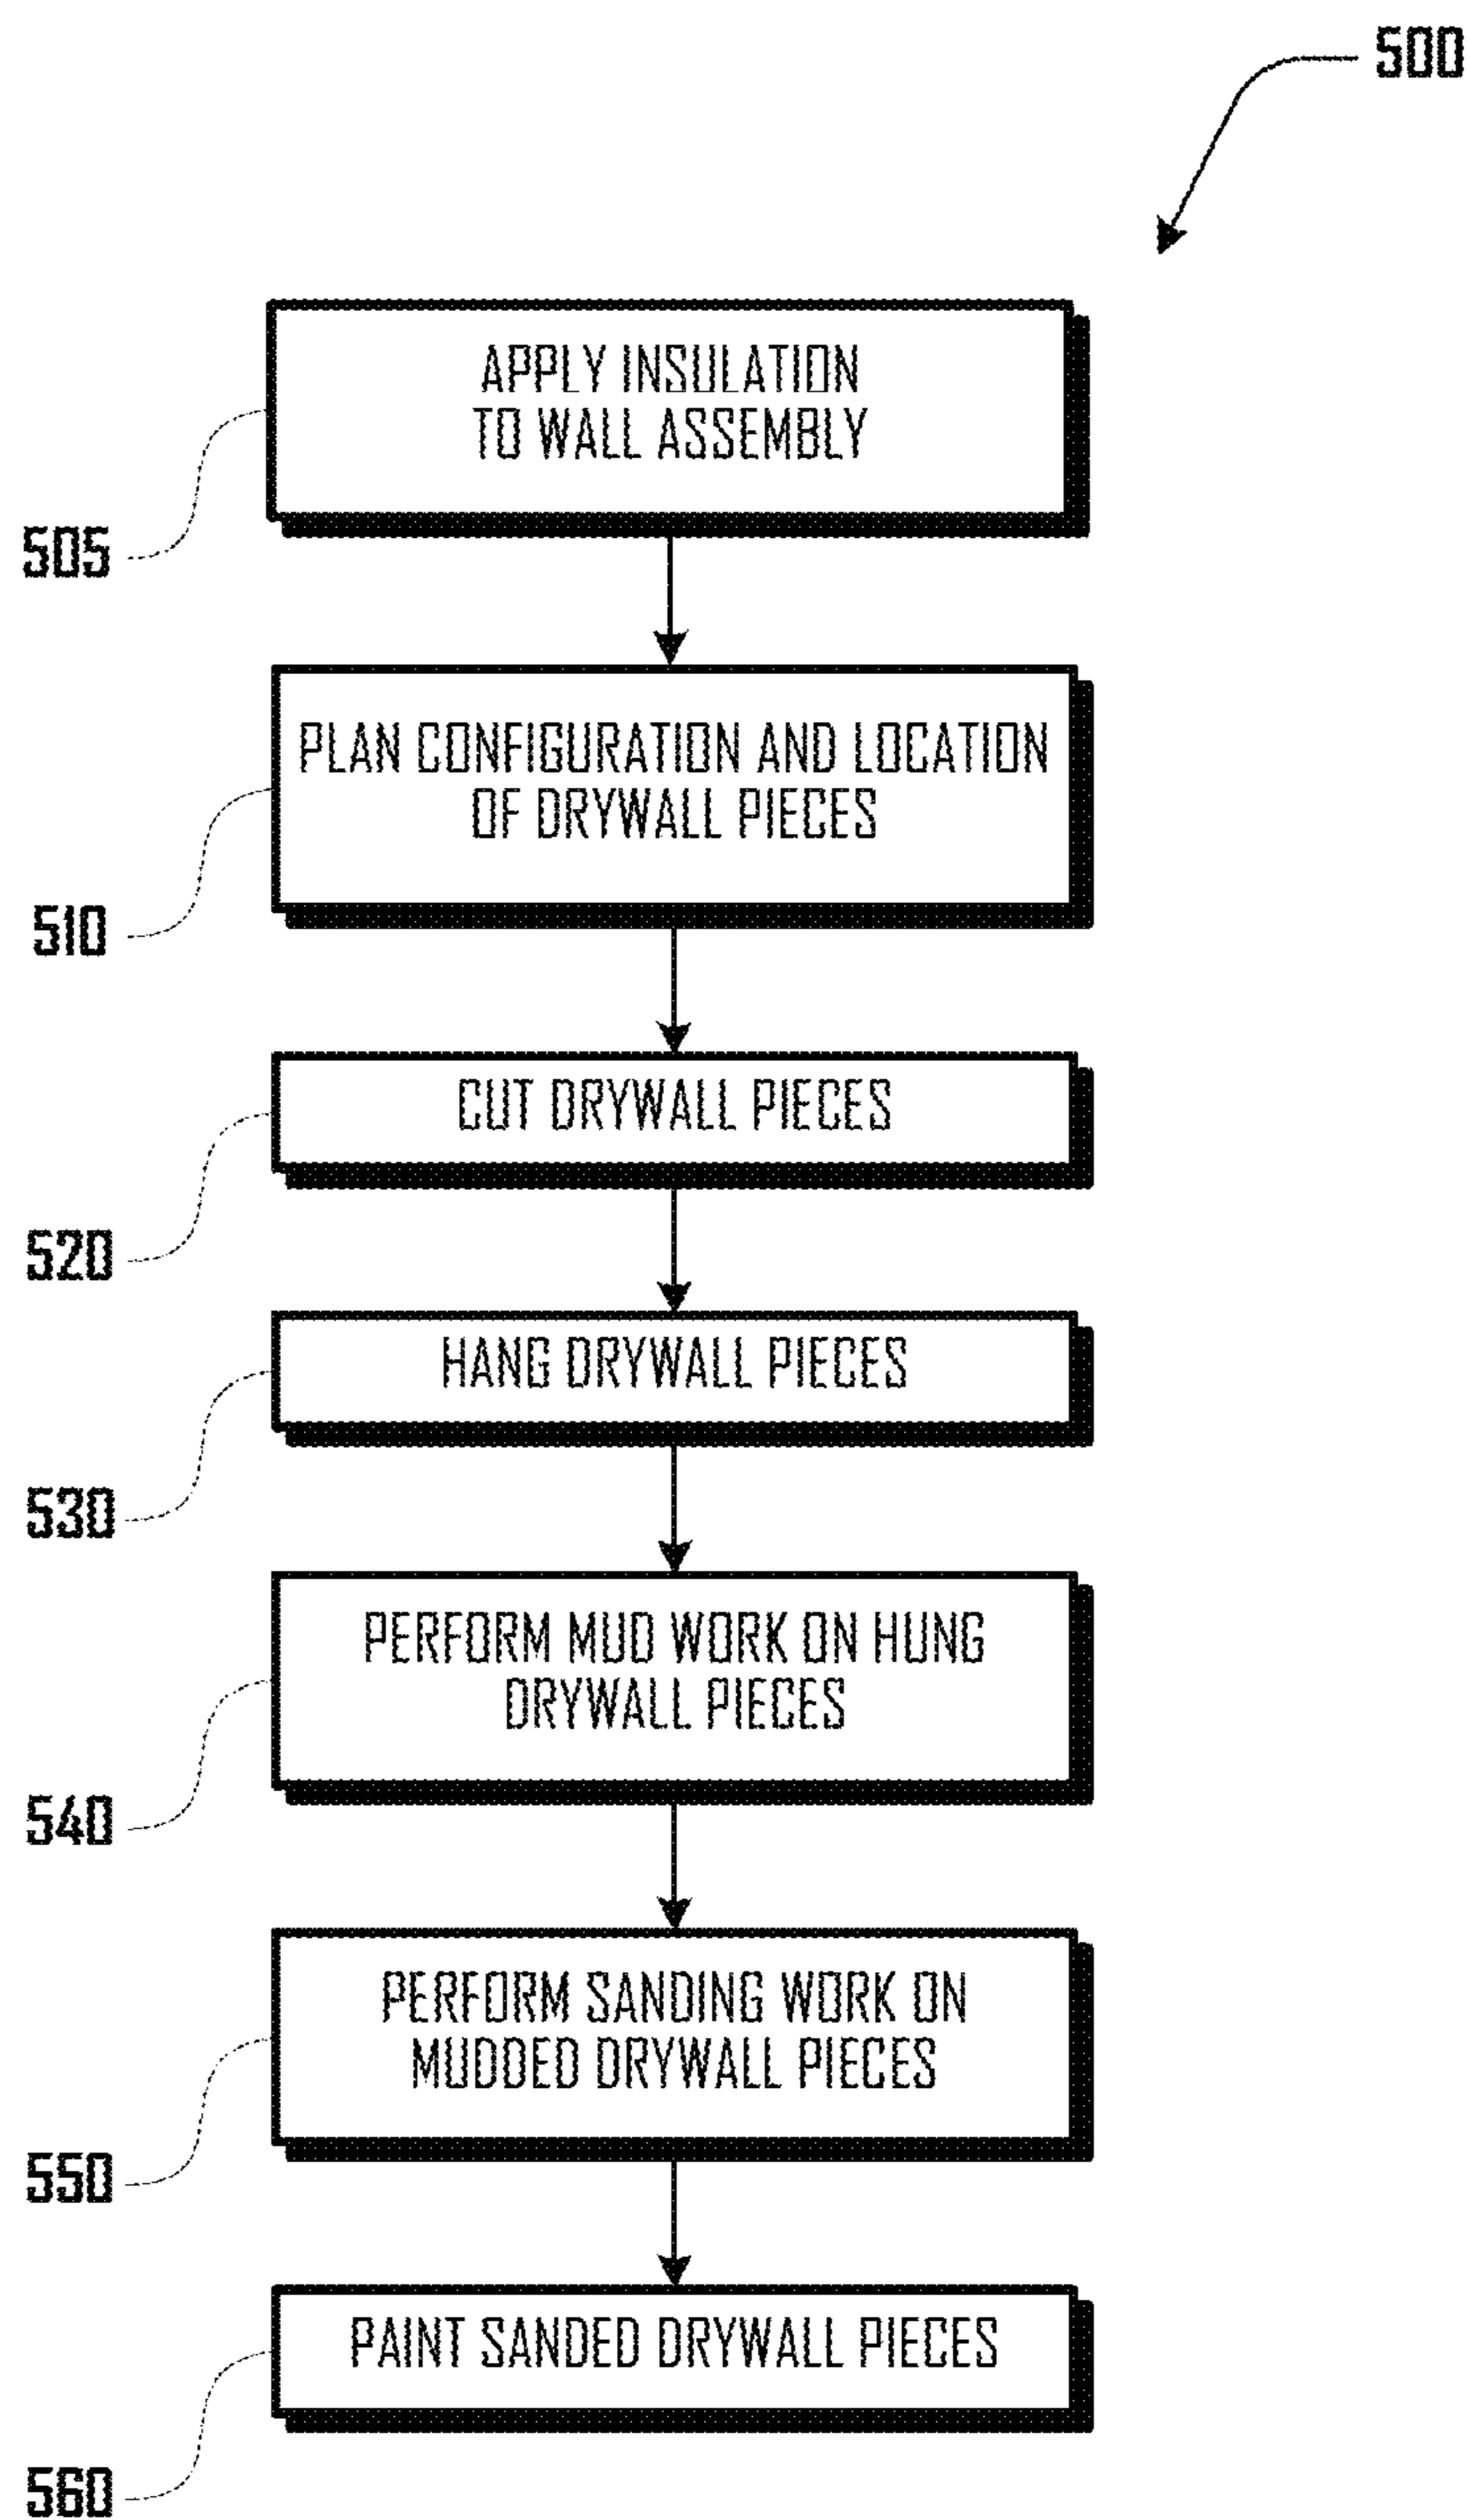 500
APPLY INSULATION
TO WALL ASSEMBLY
505
PLAN CONFIGURATION AND LOCATION
OF DRYWALL PIECES
510
CUT DRYWALL PIECES
520
HANG DRYWALL PIECES
530
PERFORM MUD WORK ON HUNG
DRYWALL PIECES
540
PERFORM SANDING WORK ON
MUDDED DRYWALL PIECES
550
PAINT SANDED DRYWALL PIECES
560